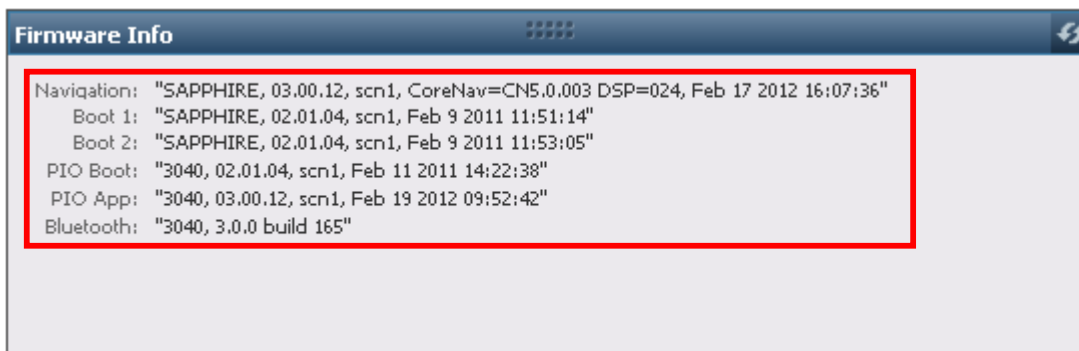 Firmware Info
Navigation: "SAPPHIRE, 03.00.12, scn1, CoreNav=CN5.0.003 DSP=024, Feb 17 2012 16:07:36"
Boot 1: "SAPPHIRE, 02.01.04, scn1, Feb 9 2011 11:51:14"
Boot 2: "SAPPHIRE, 02.01.04, scn1, Feb 9 2011 11:53:05"
PIO Boot: "3040, 02.01.04, scn1, Feb 11 2011 14:22:38"
PIO App: "3040, 03.00.12, scn1, Feb 19 2012 09:52:42"
Bluetooth: "3040, 3.0.0 build 165"